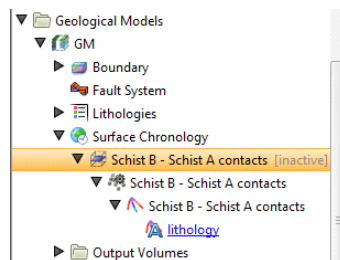 Geological Models
GM
Boundary
Fault System
Lithologies
Surface Chronology
Schist B - Schist A contacts [inactive]
Schist B - Schist A contacts
Schist B - Schist A contacts
lithology
Output Volumes